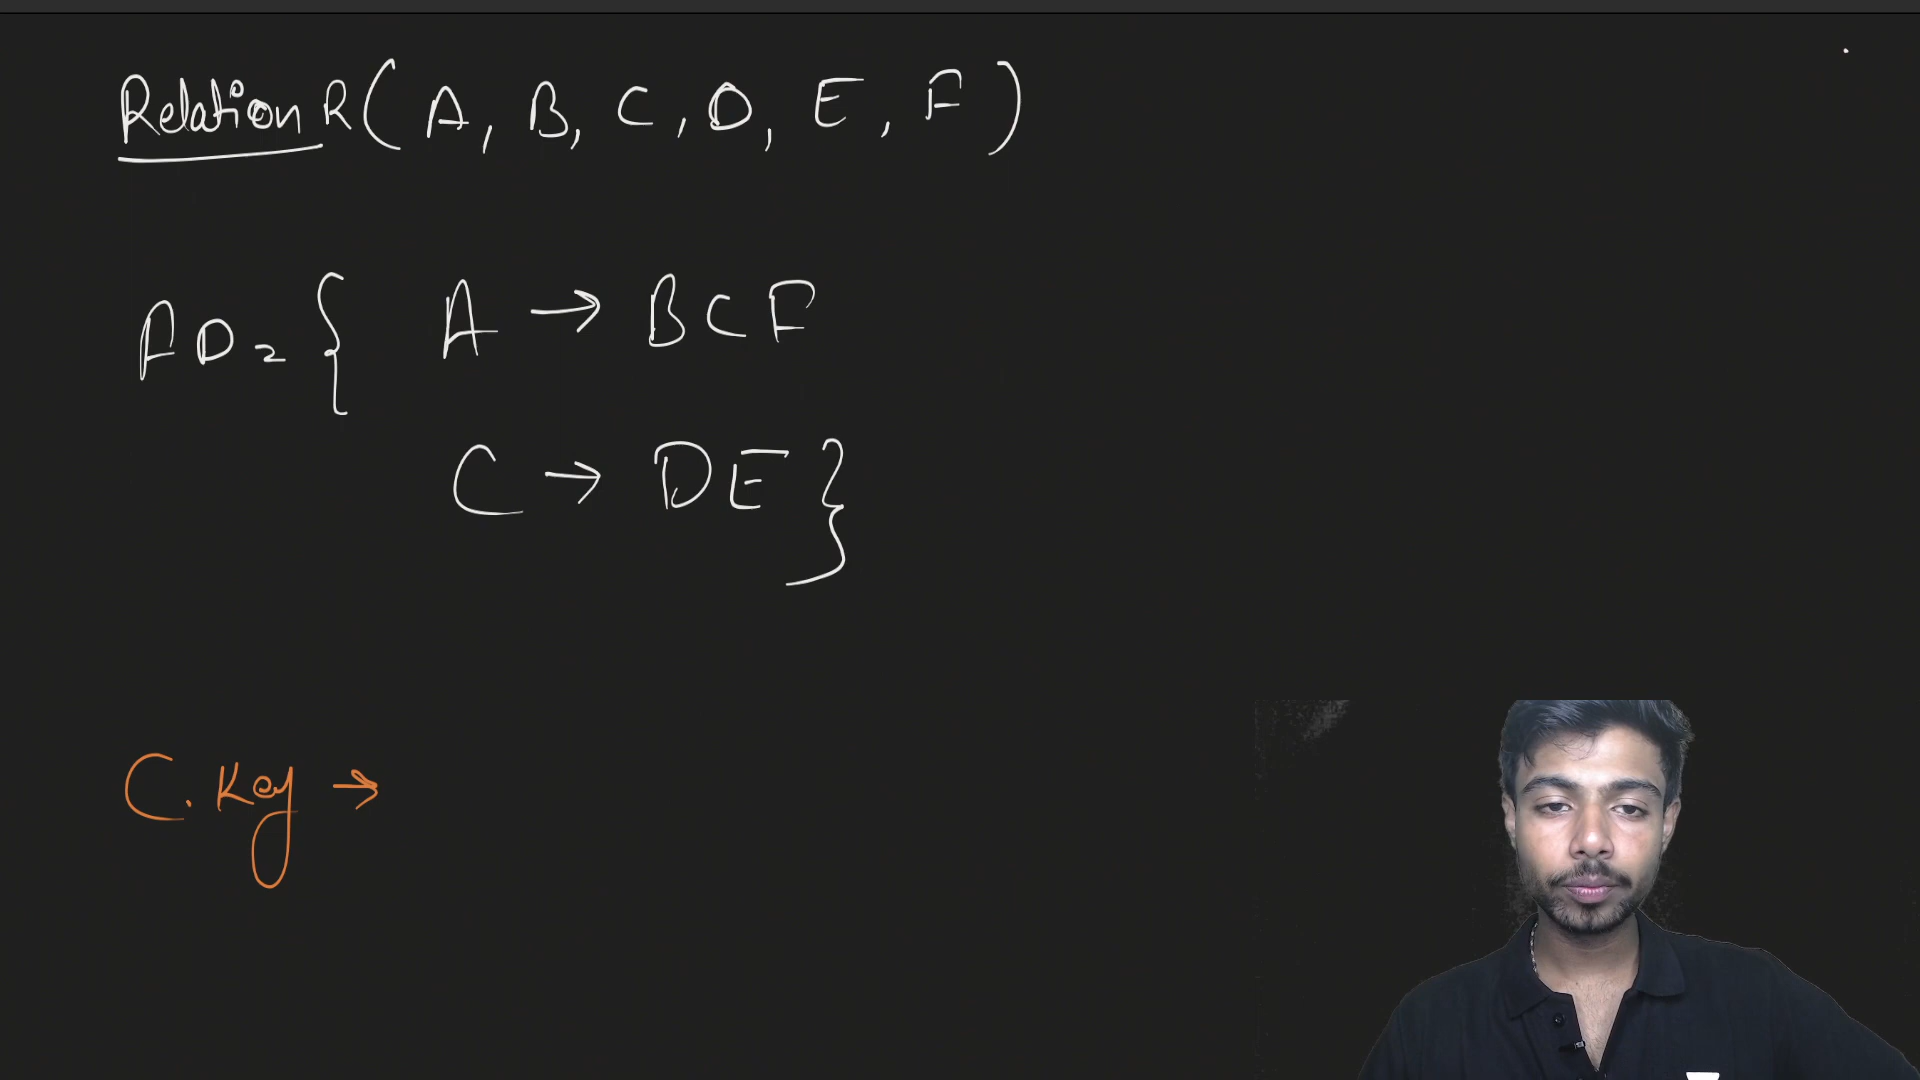 Relation R(A, B, C, D, E, F)
FD = { A → BCF
C → DE }
C. Key →